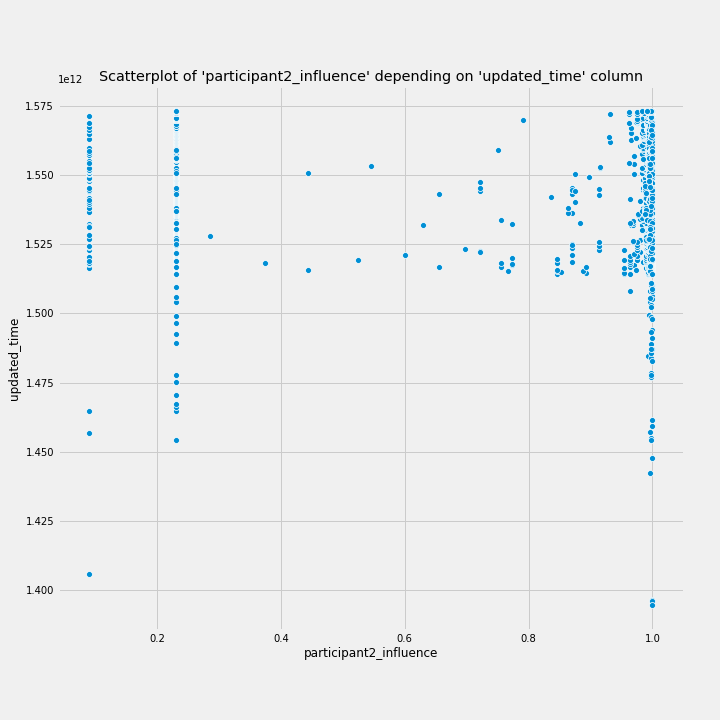 Scatterplot of 'participant2_influence' depending on 'updated_time' column
1e12
1.575
1.550
1.525
1.500
1.475
1.450
1.425
1.400
updated_time
0.2 0.4 0.6 0.8 1.0
participant2_influence